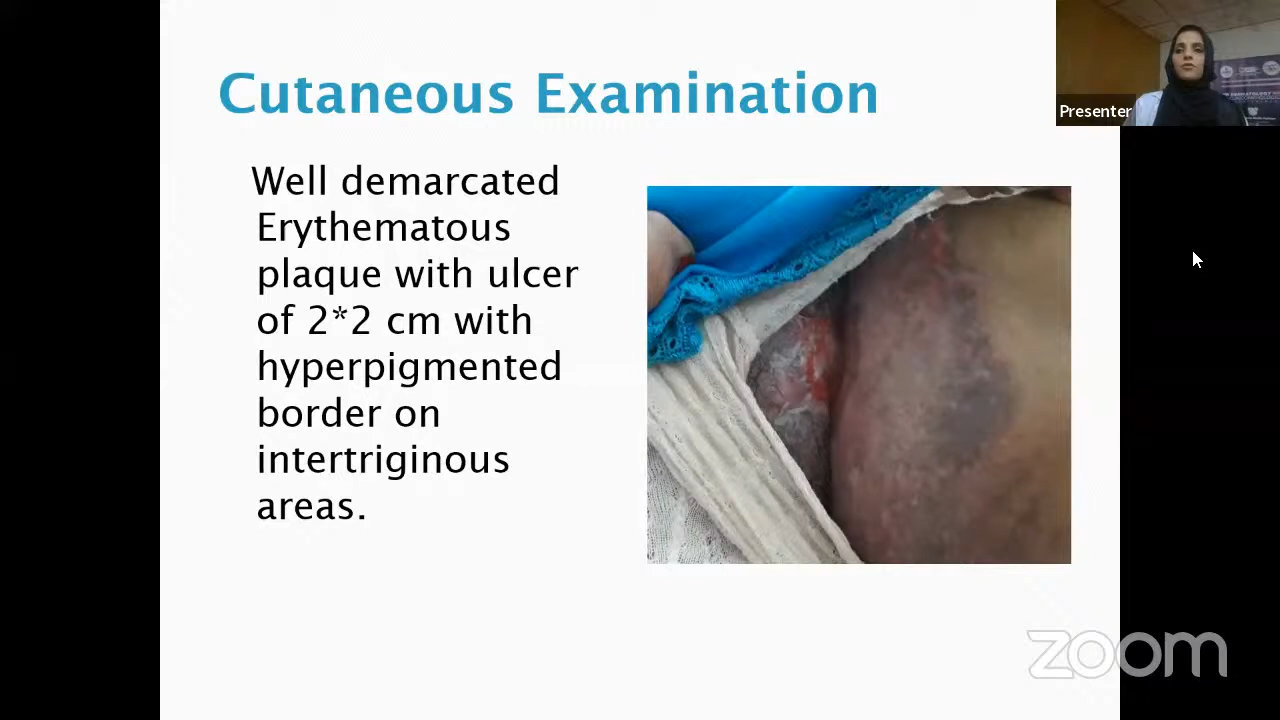 Cutaneous Examination
Presenter
Well demarcated
Erythematous
plaque with ulcer
of 2*2 cm with
hyperpigmented
border on
intertriginous
areas.
zoom